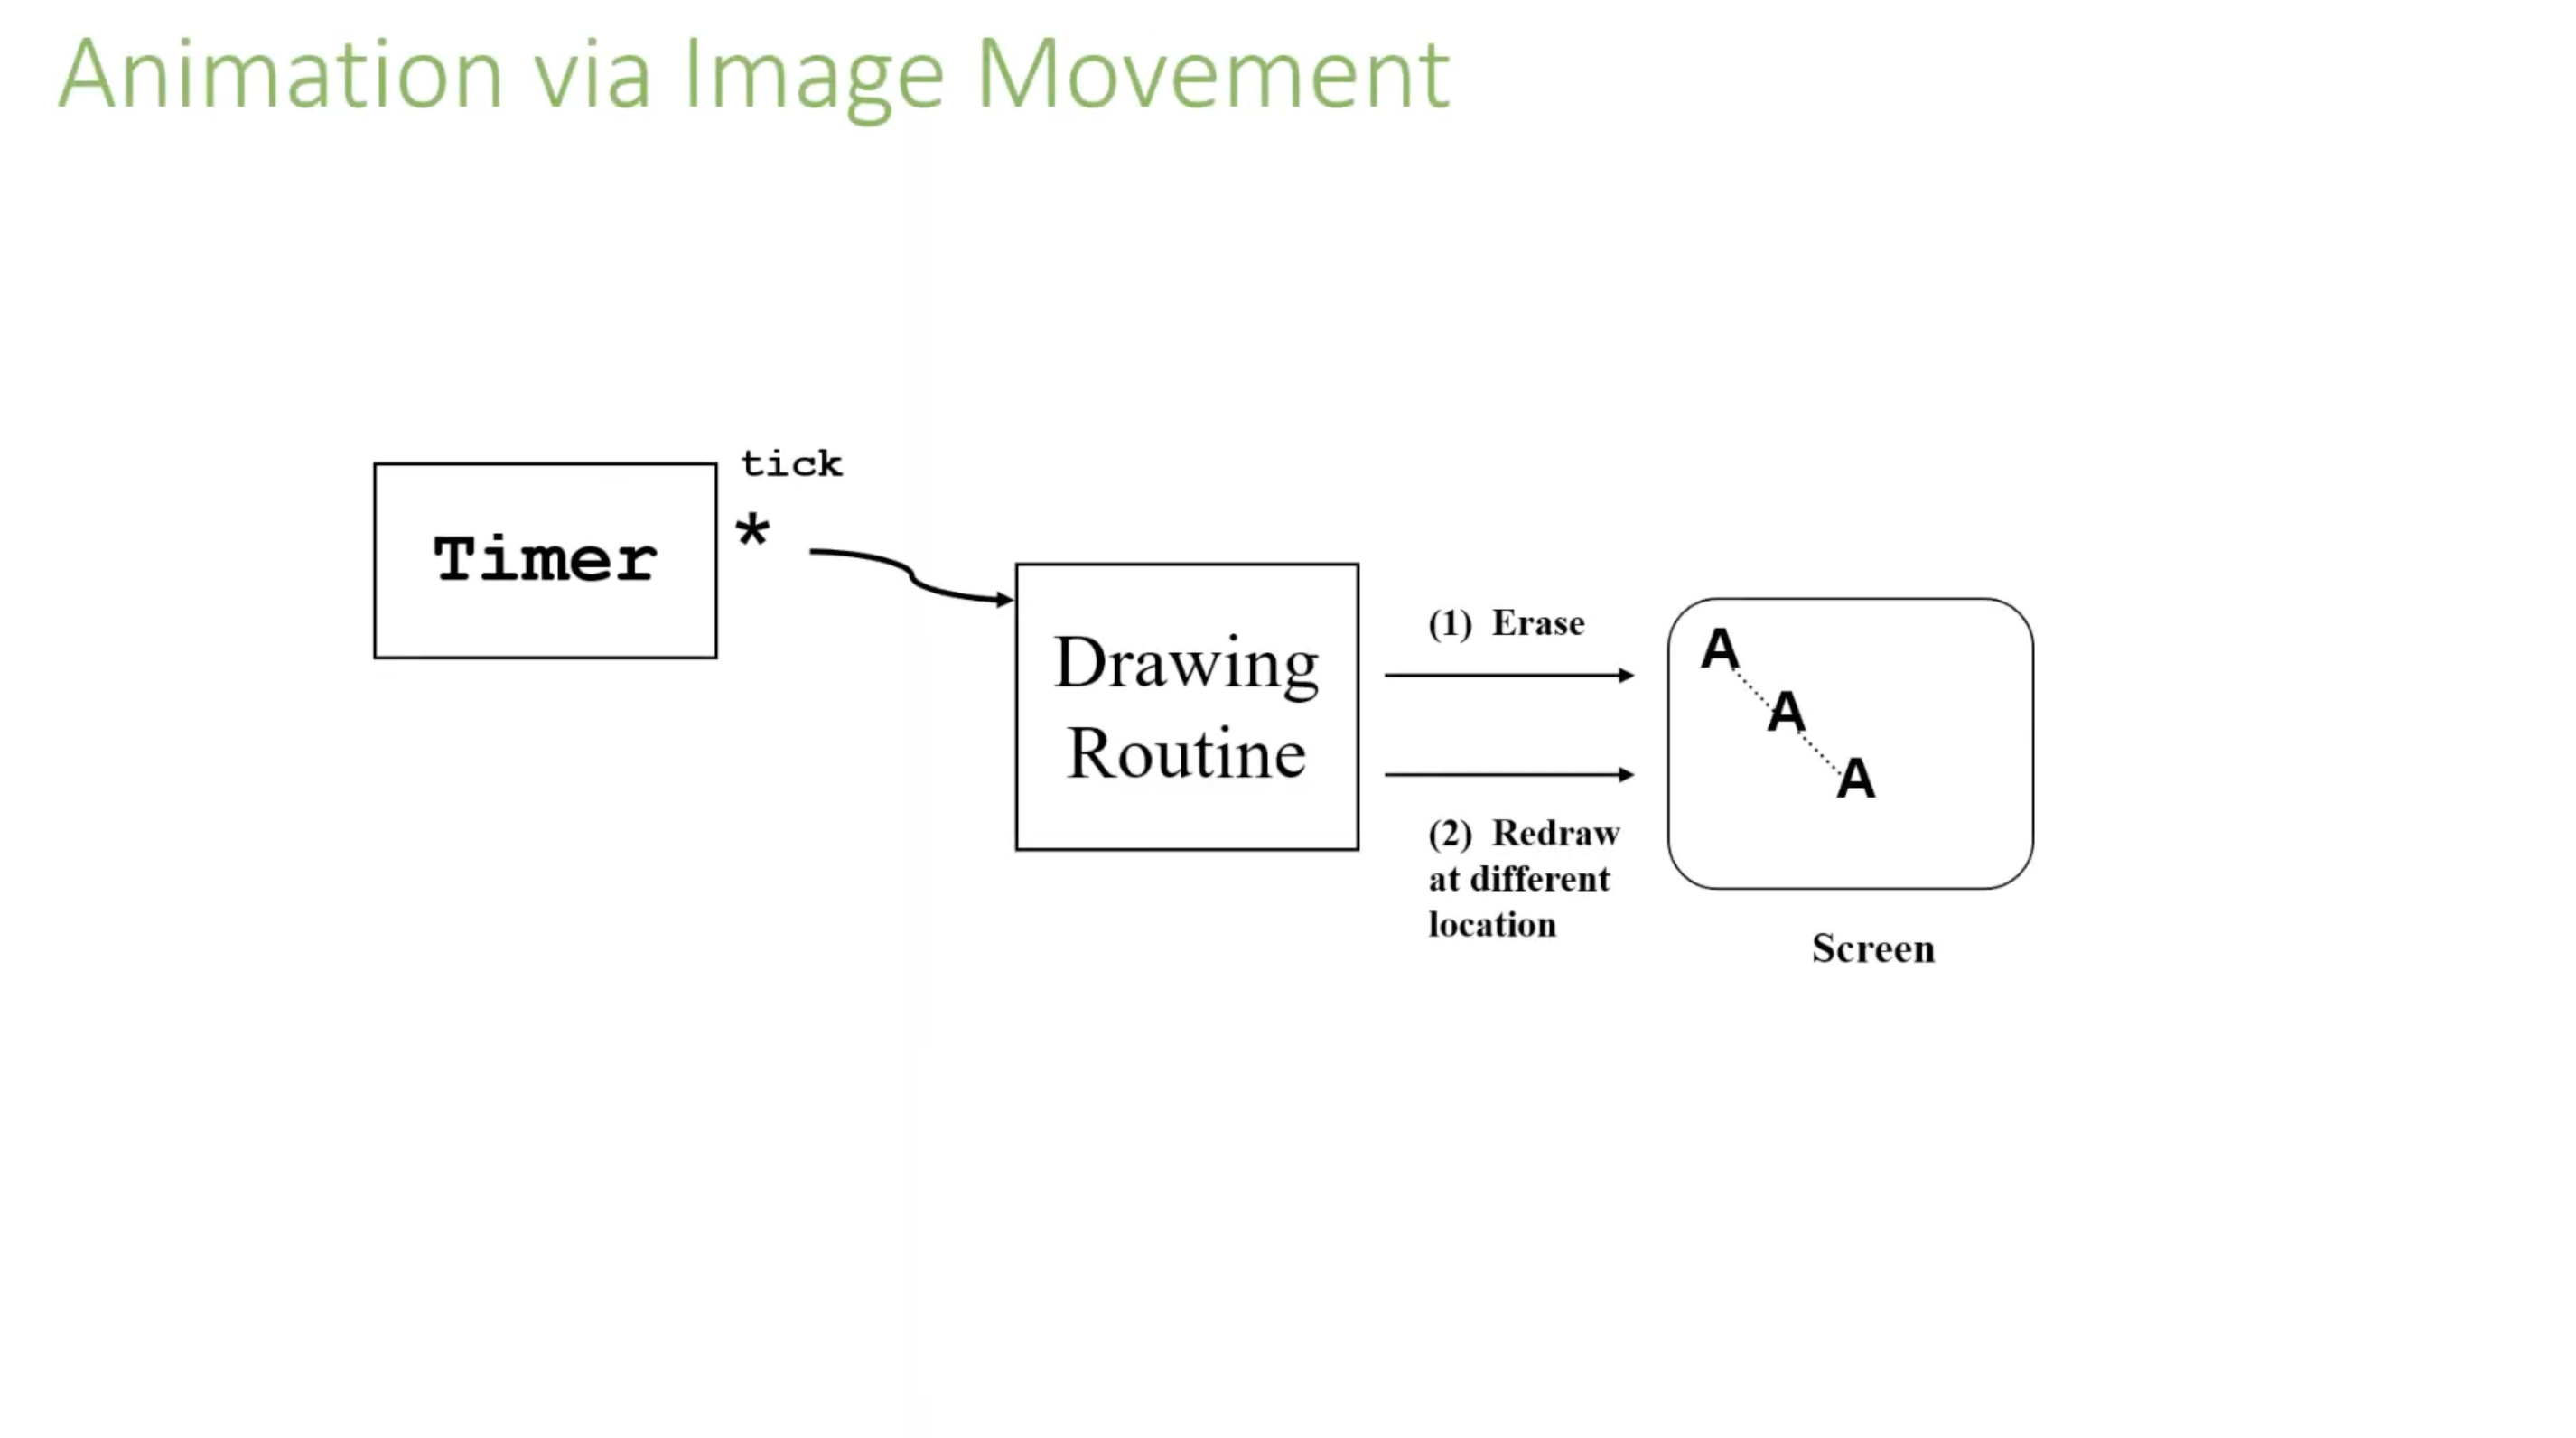 Animation via Image Movement
tick
Timer
*
Drawing
Routine
(1) Erase
(2) Redraw
at different
location
A
A
A
Screen